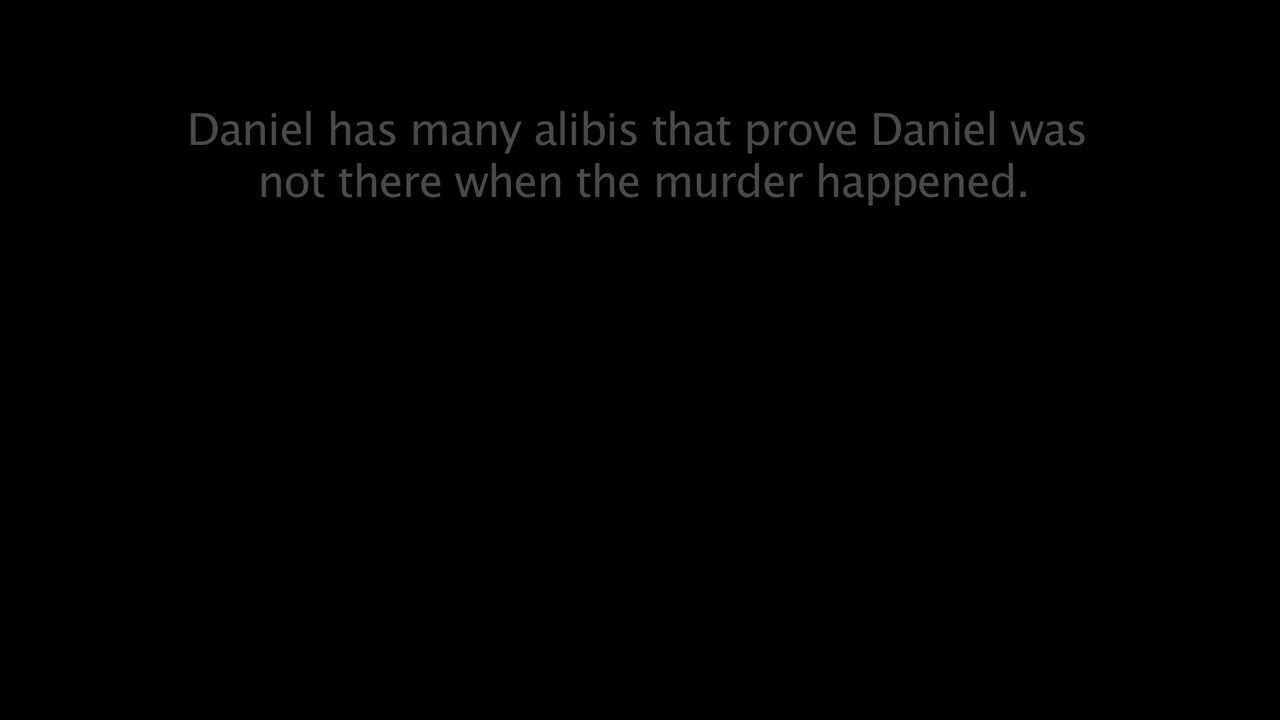 Daniel has many alibis that prove Daniel was
not there when the murder happened.